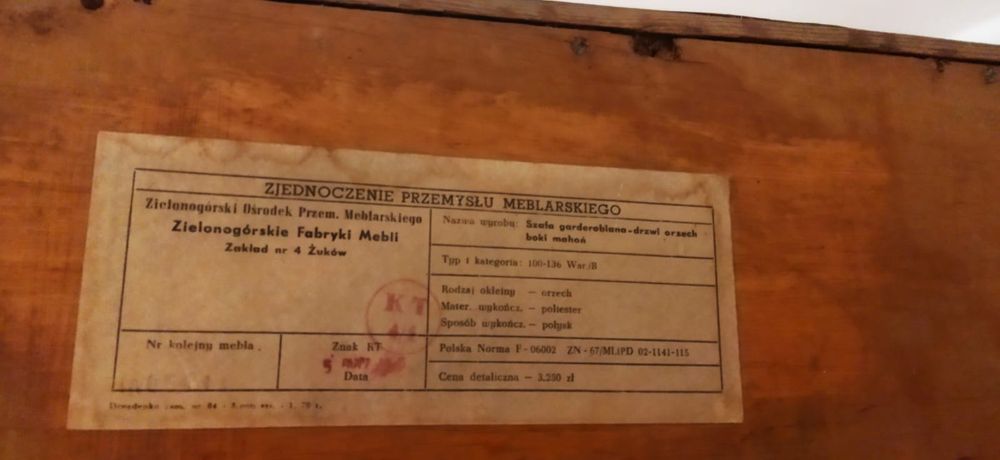 ZJEDNOCZENIE PRZEMYSŁU MEBLARSKIEGO
Zielonogórski Ośrodek Przem. Meblarskiego
Zielonogórskie Fabryki Mebli
Zakład nr 4 Żuków
Nazwa wyrobu: Szafa garderobiana-drzwi orzech
boki mahoń
Typ i kategoria: 100-136 War./B
Rodzaj okleiny — orzech
Mater. wykończ. — poliester
Sposób wykończ. — połysk
KT
Nr kolejny mebla .
Znak KT
5
Data
Polska Norma F - 06002 ZN - 67/MLiPD 02-1141-115
Cena detaliczna — 3.250 zł